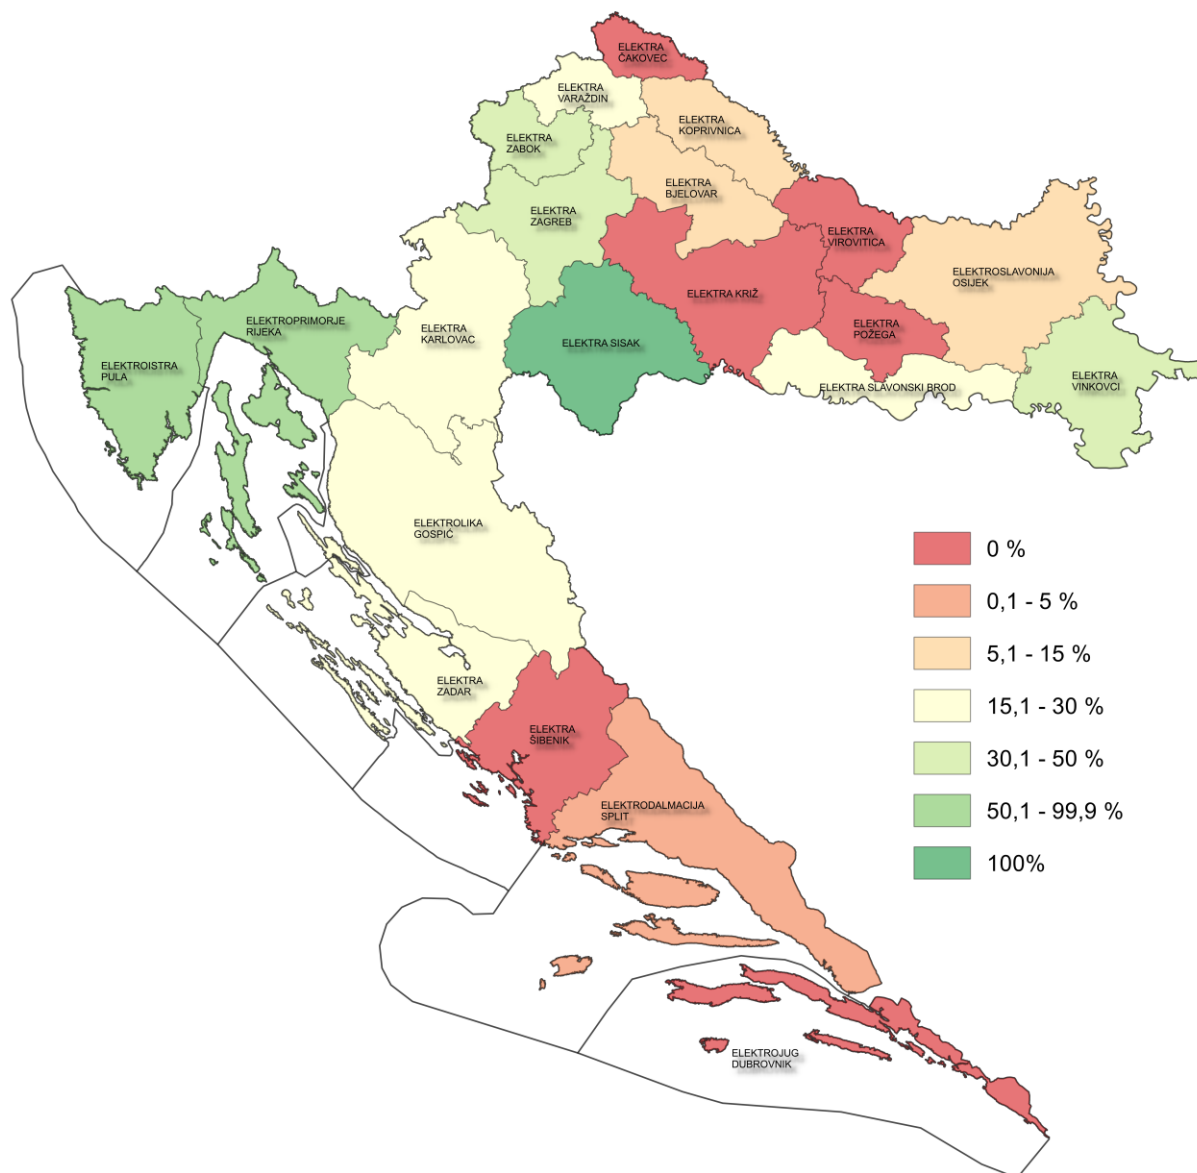 ELEKTRA
ČAKOVEC
ELEKTRA
VARAŽDIN
ELEKTRA
KOPRIVNICA
ELEKTRA
ZABOK
ELEKTRA
BJELOVAR
ELEKTRA
ZAGREB
ELEKTRA
VIROVITICA
ELEKTROSLAVONIJA
OSIJEK
ELEKTRA KRIŽ
ELEKTROPRIMORJE
RIJEKA
ELEKTRA
KARLOVAC
ELEKTRA SISAK
ELEKTRA
POŽEGA
ELEKTROISTRA
PULA
ELEKTRA SLAVONSKI BROD
ELEKTRA
VINKOVCI
ELEKTROLIKA
GOSPIĆ
ELEKTRA
ZADAR
ELEKTRA
ŠIBENIK
ELEKTRODALMACIJA
SPLIT
ELEKTROJUG
DUBROVNIK
0 %
0,1 - 5 %
5,1 - 15 %
15,1 - 30 %
30,1 - 50 %
50,1 - 99,9 %
100%